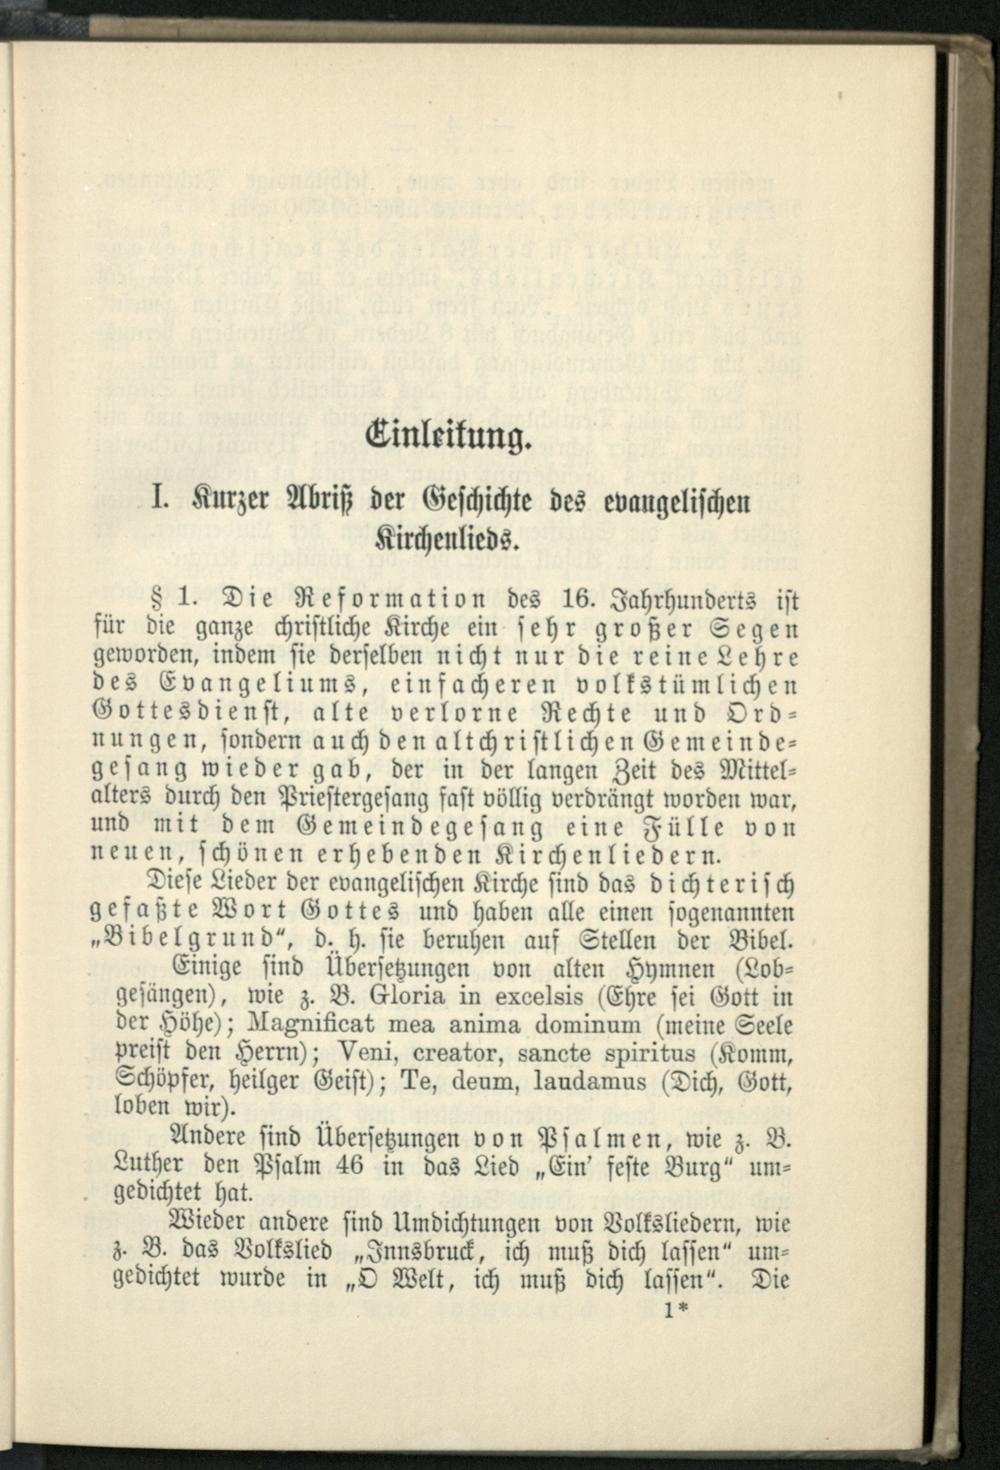 Einleitung.
I. Kurzer Abriß der Geschichte des evangelischen
Kirchenlieds.
§ 1. Die Reformation des 16. Jahrhunderts ist
für die ganze christliche Kirche ein sehr großer Segen
geworden, indem sie derselben nicht nur die reine Lehre
des Evangeliums, einfacheren volkstümlichen
Gottesdienst, alte verlorne Rechte und Ord-
nungen, sondern auch den altchristlichen Gemeinde-
gesang wieder gab, der in der langen Zeit des Mittel-
alters durch den Priestergesang fast völlig verdrängt worden war,
und mit dem Gemeindegesang eine Fülle von
neuen, schönen erhebenden Kirchenliedern.
Diese Lieder der evangelischen Kirche sind das dichterisch
gefaßte Wort Gottes und haben alle einen sogenannten
„Bibelgrund“, d. h. sie beruhen auf Stellen der Bibel.
Einige sind Übersetzungen von alten Hymnen (Lob-
gesängen), wie z. B. Gloria in excelsis (Ehre sei Gott in
der Höhe); Magnificat mea anima dominum (meine Seele
preist den Herrn); Veni, creator, sancte spiritus (Komm,
Schöpfer, heilger Geist); Te, deum, laudamus (Dich, Gott,
loben wir).
Andere sind Übersetzungen von Psalmen, wie z. B.
Luther den Psalm 46 in das Lied „Ein’ feste Burg“ um-
gedichtet hat.
Wieder andere sind Umdichtungen von Volksliedern, wie
z. B. das Volkslied „Innsbruck, ich muß dich lassen“ um-
gedichtet wurde in „O Welt, ich muß dich lassen“. Die
1*